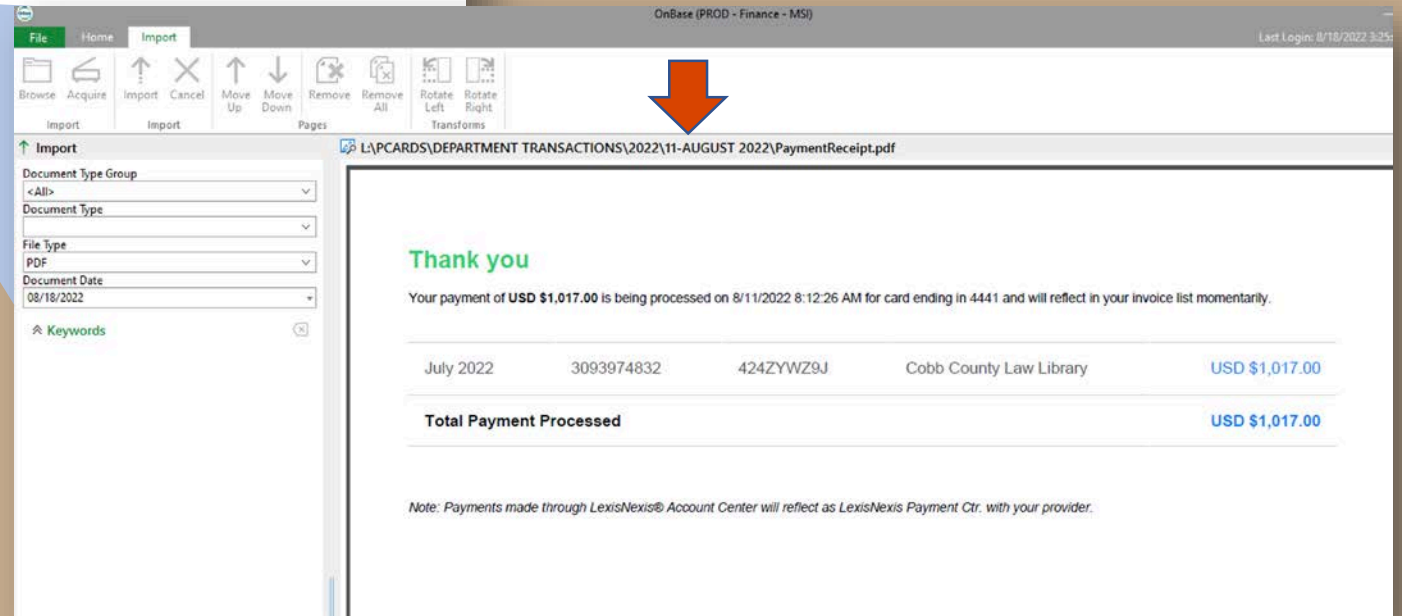 OnBase (PROD - Finance - MSI)
File Home Import
Last Login: 8/18/2022 3:25
Browse Acquire Import Cancel Move Up Move Down Remove Remove All Rotate Left Rotate Right
Import Import Pages Transforms
Import
L:\PCARDS\DEPARTMENT TRANSACTIONS\2022\11-AUGUST 2022\PaymentReceipt.pdf
Document Type Group
<All>
Document Type
File Type
PDF
Document Date
08/18/2022
Keywords
Thank you
Your payment of USD $1,017.00 is being processed on 8/11/2022 8:12:26 AM for card ending in 4441 and will reflect in your invoice list momentarily.
July 2022 3093974832 424ZYWZ9J Cobb County Law Library USD $1,017.00
Total Payment Processed USD $1,017.00
Note: Payments made through LexisNexis® Account Center will reflect as LexisNexis Payment Ctr. with your provider.